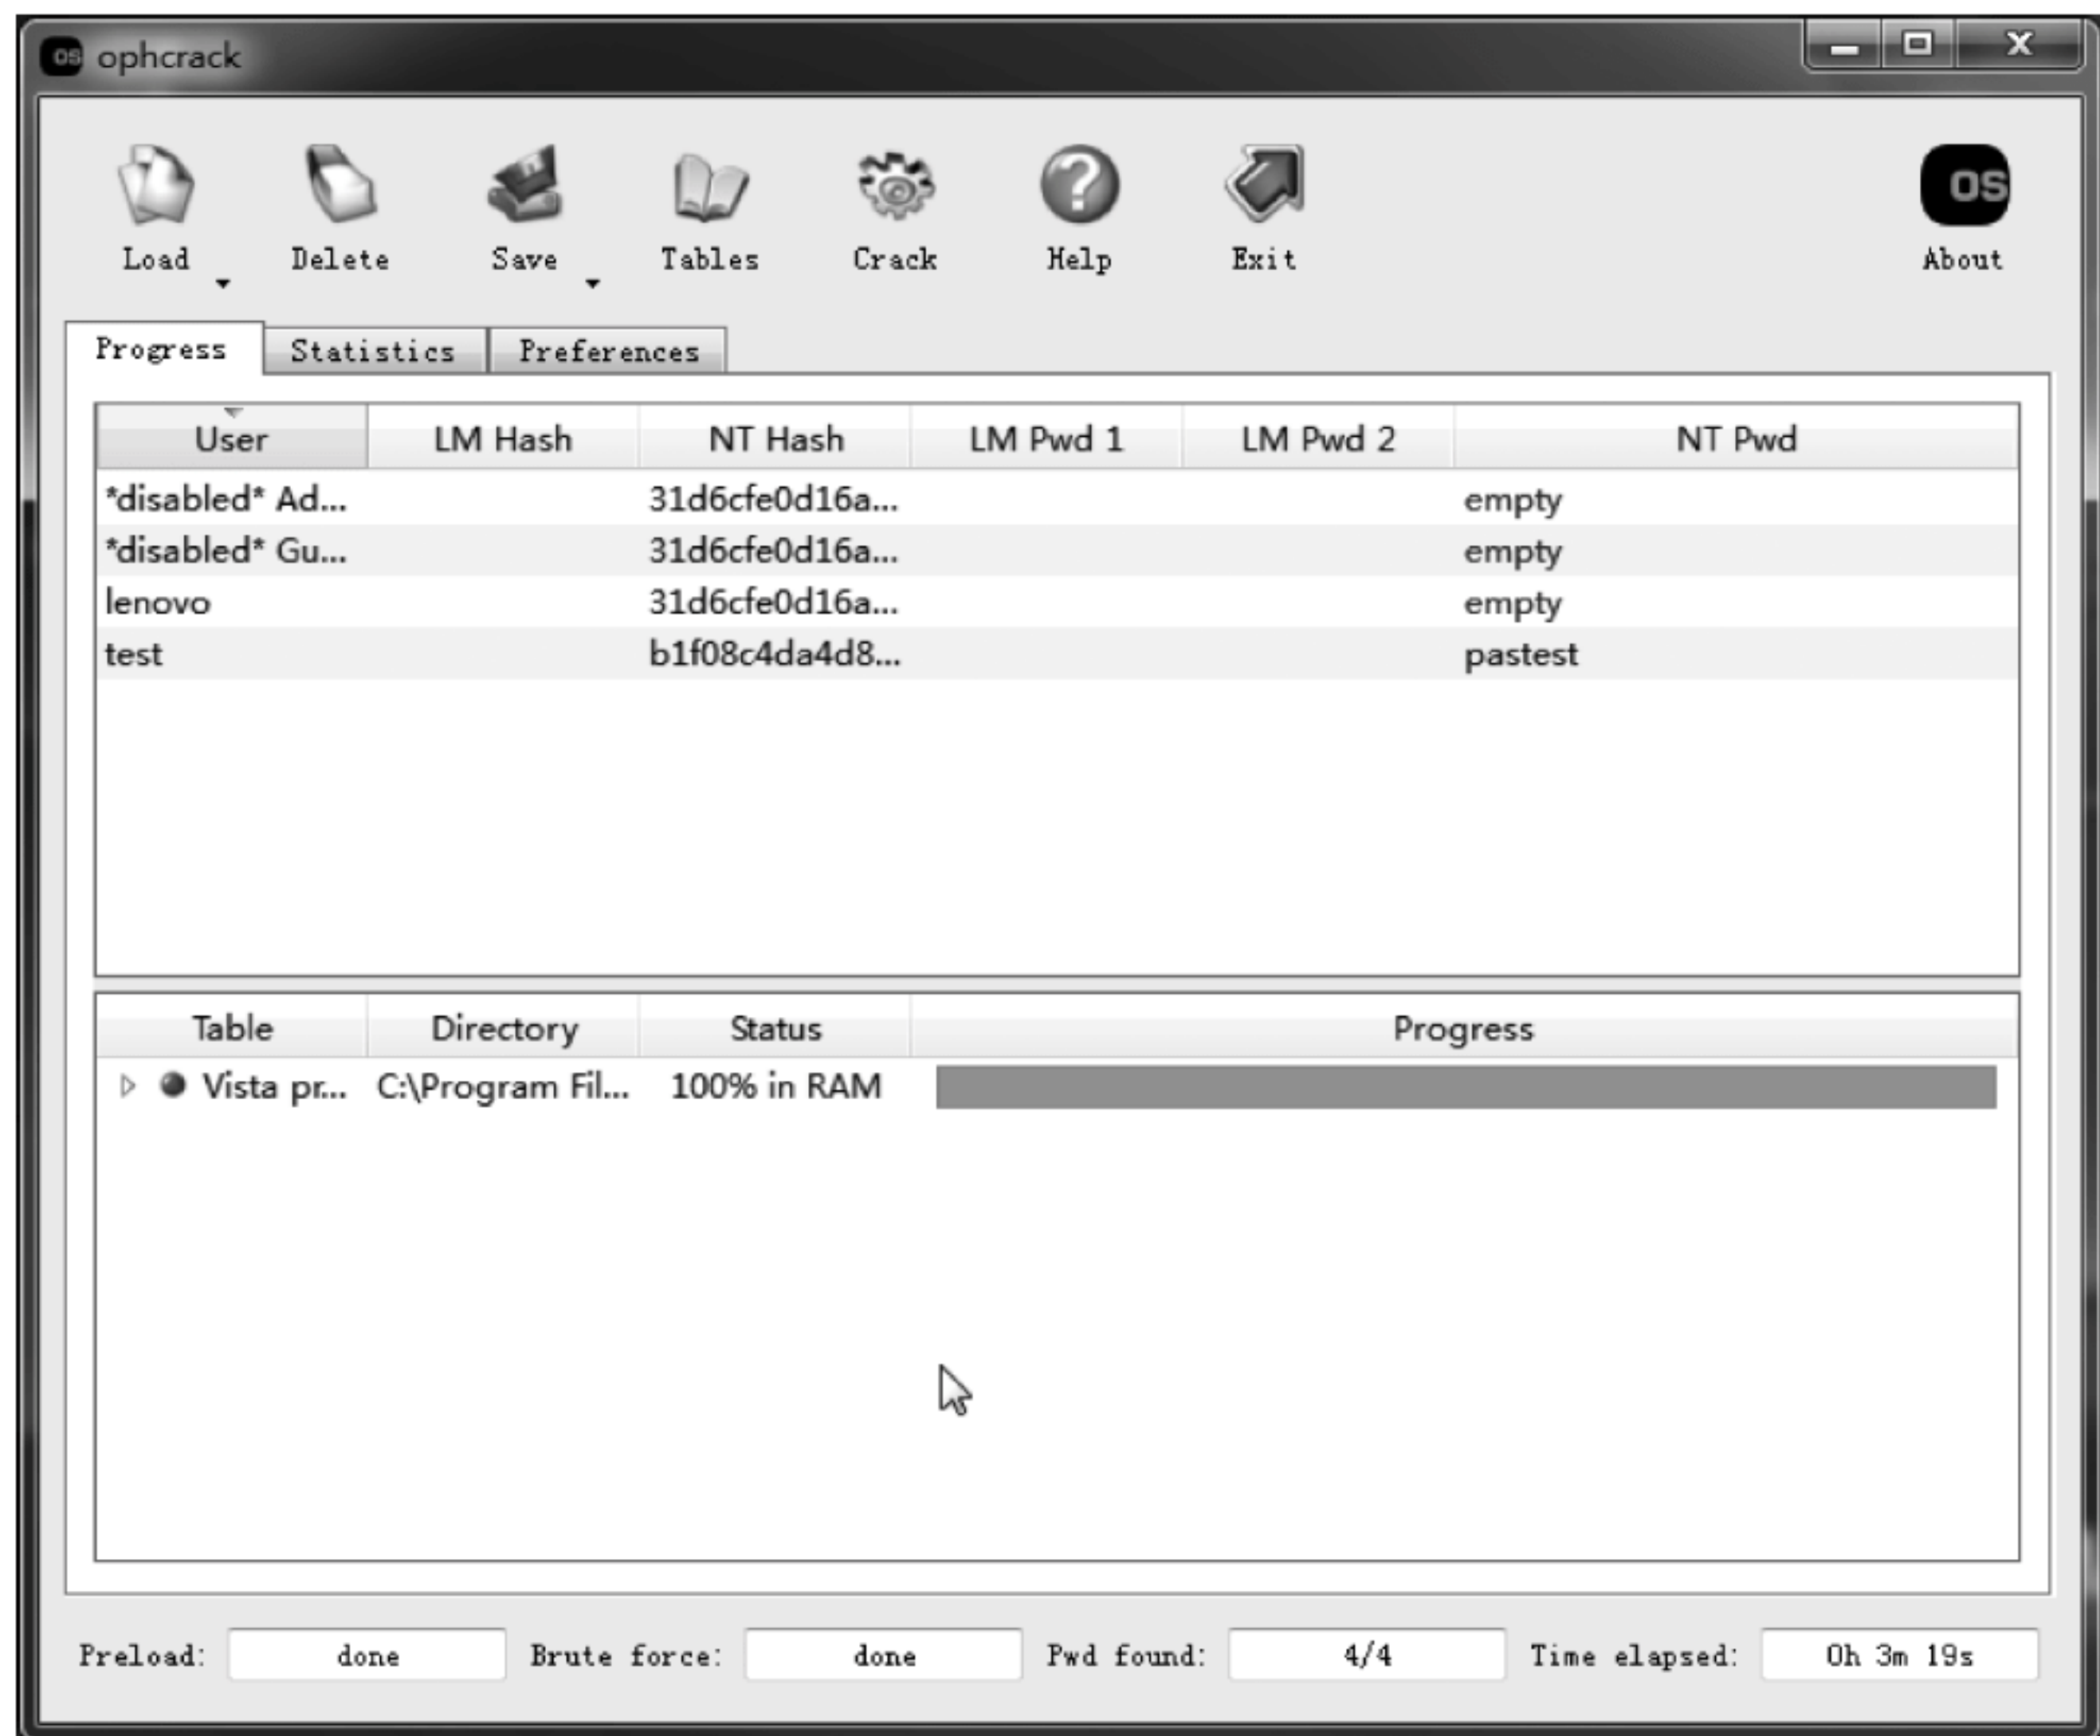 OS ophcrack
Load Delete Save Tables Crack Help Exit OS About
Progress Statistics Preferences
User LM Hash NT Hash LM Pwd 1 LM Pwd 2 NT Pwd
*disabled* Ad... 31d6cfe0d16a... empty
*disabled* Gu... 31d6cfe0d16a... empty
lenovo 31d6cfe0d16a... empty
test b1f08c4da4d8... pastest
Table Directory Status Progress
Vista pr... C:\Program Fil... 100% in RAM
Preload: done Brute force: done Pwd found: 4/4 Time elapsed: 0h 3m 19s